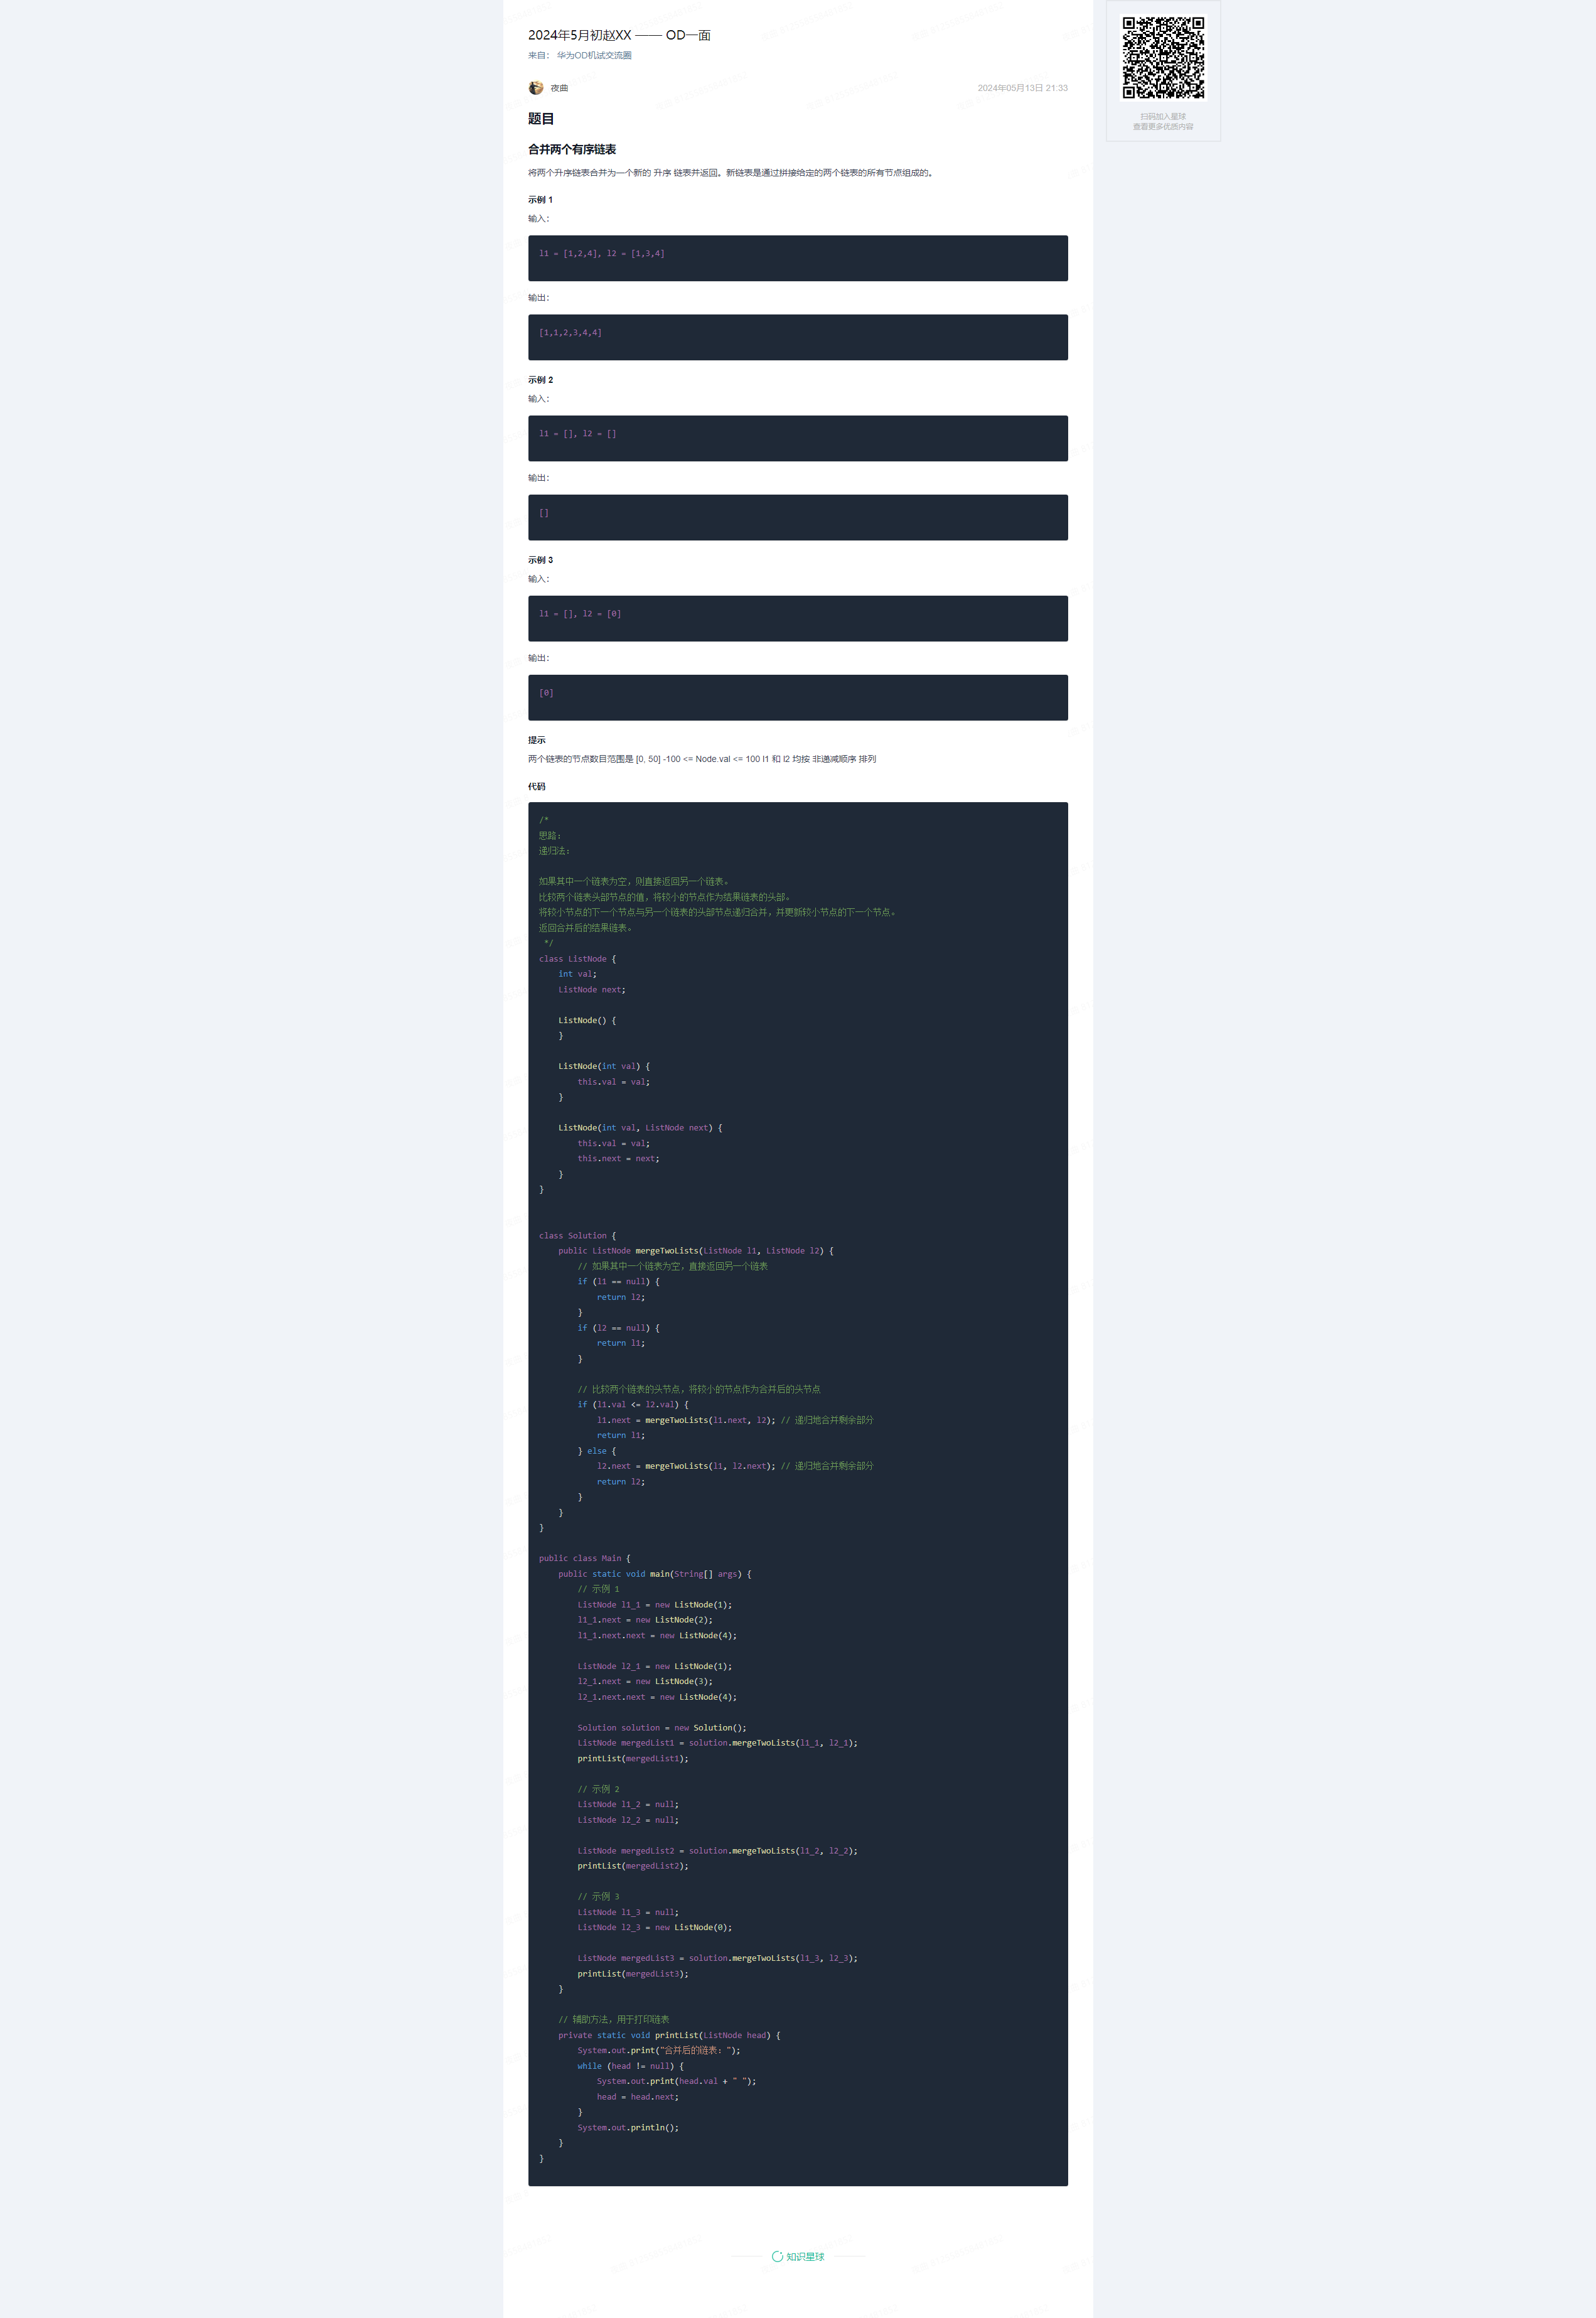 2024年5月初赵XX —— OD一面
来自： 华为OD机试交流圈
夜曲
2024年05月13日 21:33
扫码加入星球
查看更多优质内容
题目
合并两个有序链表
将两个升序链表合并为一个新的 升序 链表并返回。新链表是通过拼接给定的两个链表的所有节点组成的。
示例 1
输入：
l1 = [1,2,4], l2 = [1,3,4]
输出：
[1,1,2,3,4,4]
示例 2
输入：
l1 = [], l2 = []
输出：
[]
示例 3
输入：
l1 = [], l2 = [0]
输出：
[0]
提示
两个链表的节点数目范围是 [0, 50] -100 <= Node.val <= 100 l1 和 l2 均按 非递减顺序 排列
代码
/*
思路：
递归法：
如果其中一个链表为空，则直接返回另一个链表。
比较两个链表头部节点的值，将较小的节点作为结果链表的头部。
将较小节点的下一个节点与另一个链表的头部节点递归合并，并更新较小节点的下一个节点。
返回合并后的结果链表。
 */
class ListNode {
    int val;
    ListNode next;

    ListNode() {
    }

    ListNode(int val) {
        this.val = val;
    }

    ListNode(int val, ListNode next) {
        this.val = val;
        this.next = next;
    }
}


class Solution {
    public ListNode mergeTwoLists(ListNode l1, ListNode l2) {
        // 如果其中一个链表为空，直接返回另一个链表
        if (l1 == null) {
            return l2;
        }
        if (l2 == null) {
            return l1;
        }

        // 比较两个链表的头节点，将较小的节点作为合并后的头节点
        if (l1.val <= l2.val) {
            l1.next = mergeTwoLists(l1.next, l2); // 递归地合并剩余部分
            return l1;
        } else {
            l2.next = mergeTwoLists(l1, l2.next); // 递归地合并剩余部分
            return l2;
        }
    }
}

public class Main {
    public static void main(String[] args) {
        // 示例 1
        ListNode l1_1 = new ListNode(1);
        l1_1.next = new ListNode(2);
        l1_1.next.next = new ListNode(4);

        ListNode l2_1 = new ListNode(1);
        l2_1.next = new ListNode(3);
        l2_1.next.next = new ListNode(4);

        Solution solution = new Solution();
        ListNode mergedList1 = solution.mergeTwoLists(l1_1, l2_1);
        printList(mergedList1);

        // 示例 2
        ListNode l1_2 = null;
        ListNode l2_2 = null;

        ListNode mergedList2 = solution.mergeTwoLists(l1_2, l2_2);
        printList(mergedList2);

        // 示例 3
        ListNode l1_3 = null;
        ListNode l2_3 = new ListNode(0);

        ListNode mergedList3 = solution.mergeTwoLists(l1_3, l2_3);
        printList(mergedList3);
    }

    // 辅助方法，用于打印链表
    private static void printList(ListNode head) {
        System.out.print("合并后的链表：");
        while (head != null) {
            System.out.print(head.val + " ");
            head = head.next;
        }
        System.out.println();
    }
}
知识星球